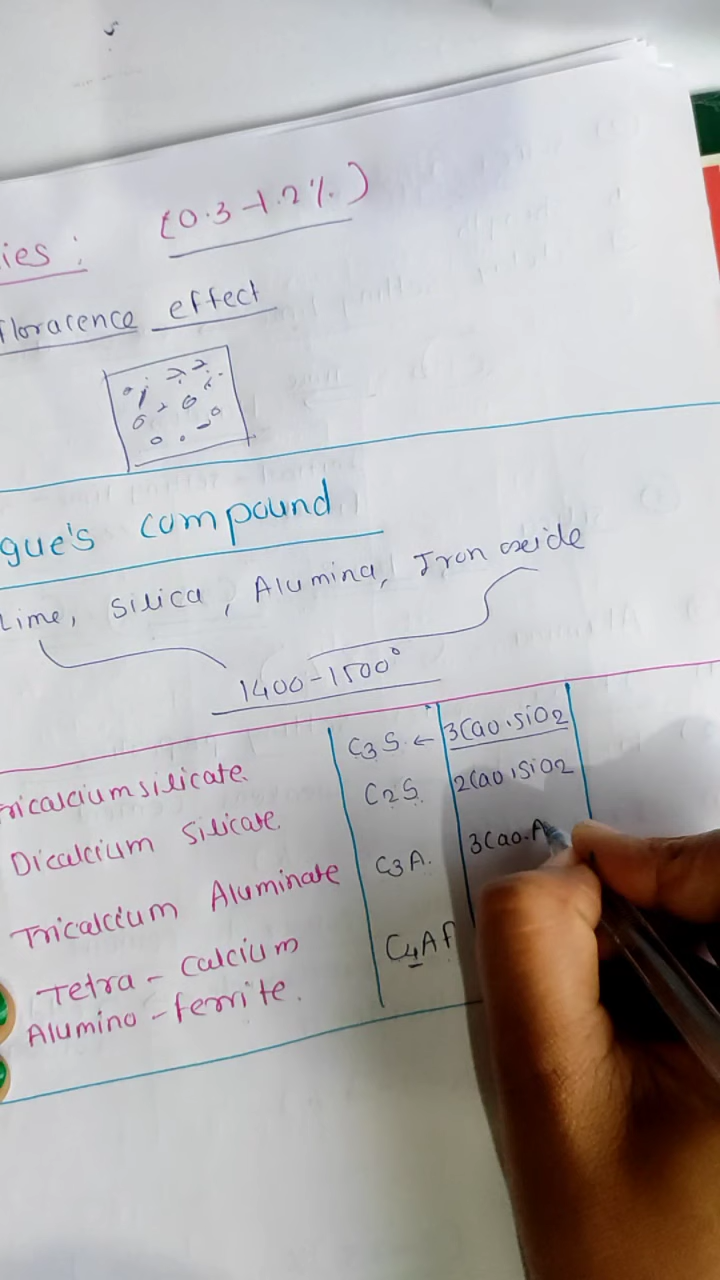 ies: (0.3-1.2%)
floracence effect
gue's compound
Lime, Silica, Alumina, Iron oxide
1400-1500°
ricalcium silicate. C3S ← 3CaO.SiO2
Dicalcium Silicate. C2S. 2CaO.SiO2
Tricalcium Aluminate C3A. 3CaO.A
Tetra - Calcium C4Af
Alumino - ferrite.